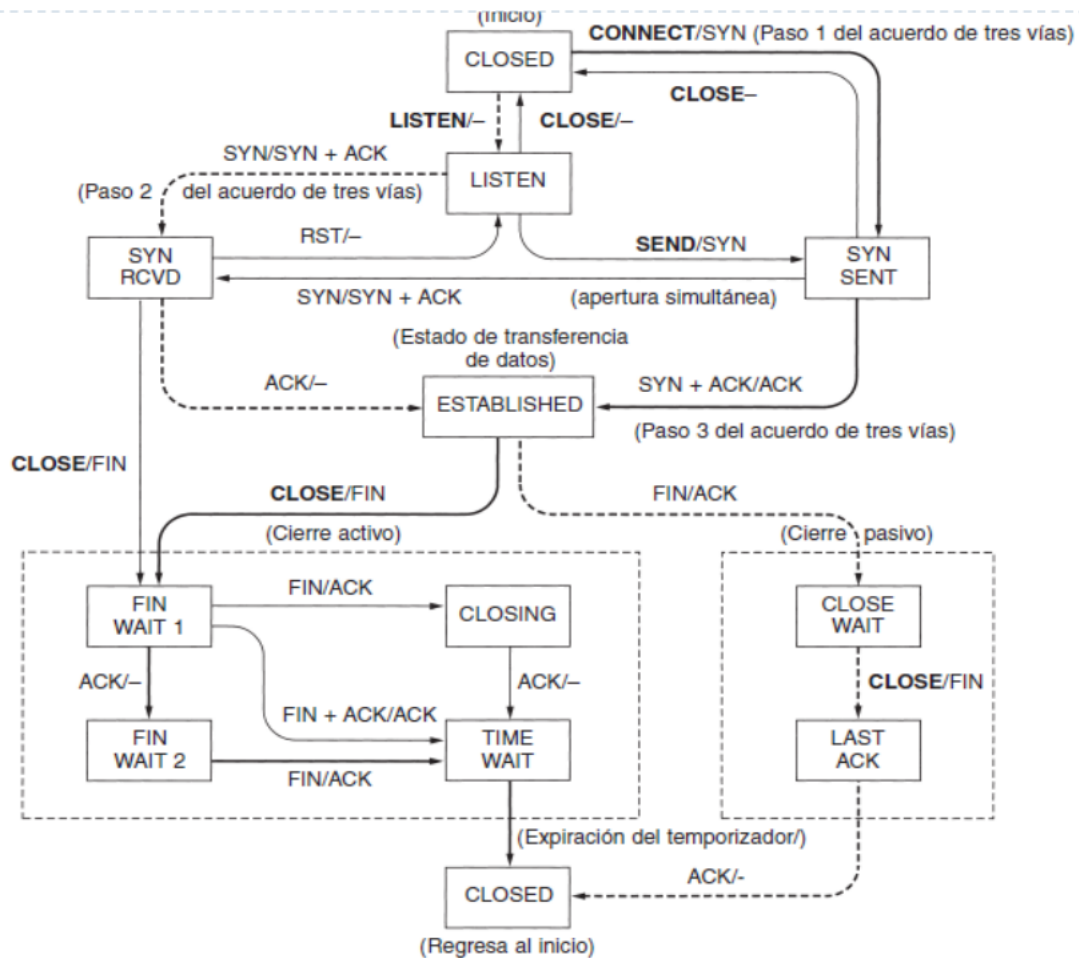 (Inicio)
CLOSED
CONNECT/SYN (Paso 1 del acuerdo de tres vías)
CLOSE–
LISTEN/–
CLOSE/–
SYN/SYN + ACK
(Paso 2 del acuerdo de tres vías)
LISTEN
RST/–
SEND/SYN
SYN
RCVD
SYN
SENT
SYN/SYN + ACK
(apertura simultánea)
(Estado de transferencia
de datos)
ACK/–
ESTABLISHED
SYN + ACK/ACK
(Paso 3 del acuerdo de tres vías)
CLOSE/FIN
CLOSE/FIN
FIN/ACK
(Cierre activo)
(Cierre pasivo)
FIN
WAIT 1
FIN/ACK
CLOSING
CLOSE
WAIT
ACK/–
ACK/–
CLOSE/FIN
FIN + ACK/ACK
FIN
WAIT 2
FIN/ACK
TIME
WAIT
LAST
ACK
(Expiración del temporizador/)
ACK/-
CLOSED
(Regresa al inicio)